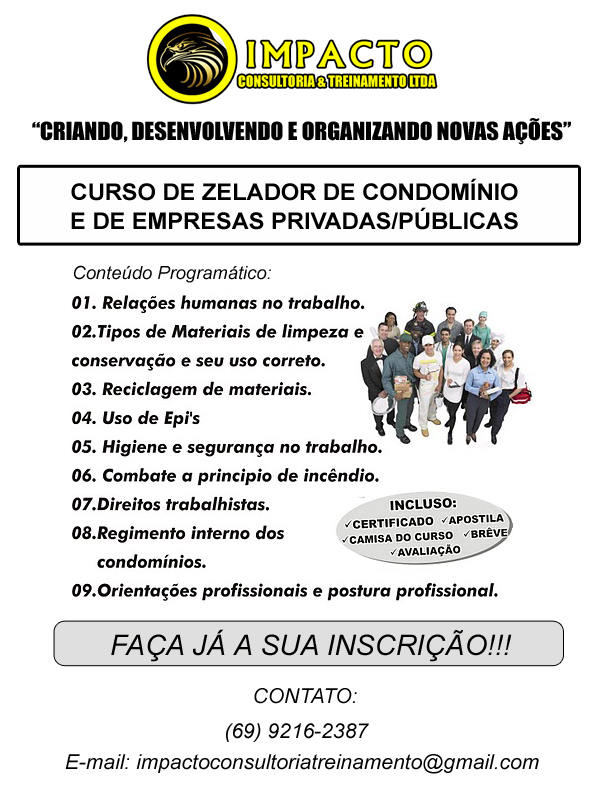 IMPACTO
CONSULTORIA & TREINAMENTO LTDA
“CRIANDO, DESENVOLVENDO E ORGANIZANDO NOVAS AÇÕES”
CURSO DE ZELADOR DE CONDOMÍNIO
E DE EMPRESAS PRIVADAS/PÚBLICAS
Conteúdo Programático:
01. Relações humanas no trabalho.
02.Tipos de Materiais de limpeza e
conservação e seu uso correto.
03. Reciclagem de materiais.
04. Uso de Epi's
05. Higiene e segurança no trabalho.
06. Combate a principio de incêndio.
07.Direitos trabalhistas.
08.Regimento interno dos
condomínios.
09.Orientações profissionais e postura profissional.
INCLUSO:
✓CERTIFICADO ✓APOSTILA
✓CAMISA DO CURSO ✓BRÊVE
✓AVALIAÇÃO
FAÇA JÁ A SUA INSCRIÇÃO!!!
CONTATO:
(69) 9216-2387
E-mail: impactoconsultoriatreinamento@gmail.com